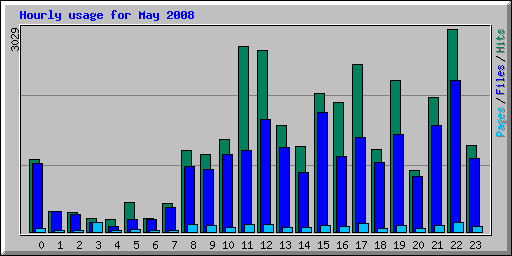 Hourly usage for May 2008
3029
Pages / Files / Hits
0 1 2 3 4 5 6 7 8 9 10 11 12 13 14 15 16 17 18 19 20 21 22 23